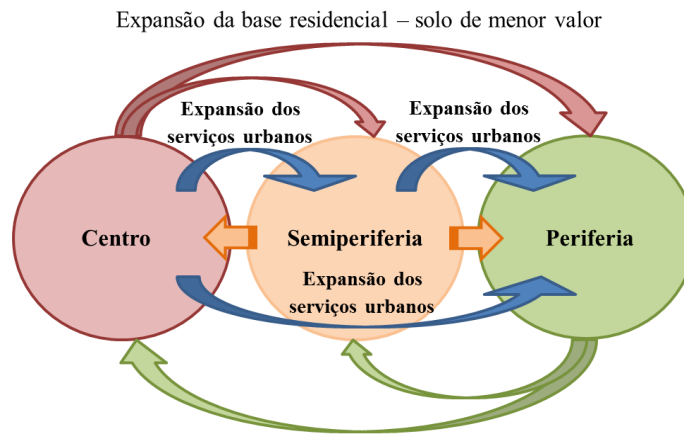 Expansão da base residencial – solo de menor valor
Expansão dos
serviços urbanos
Expansão dos
serviços urbanos
Centro
Semiperiferia
Periferia
Expansão dos
serviços urbanos